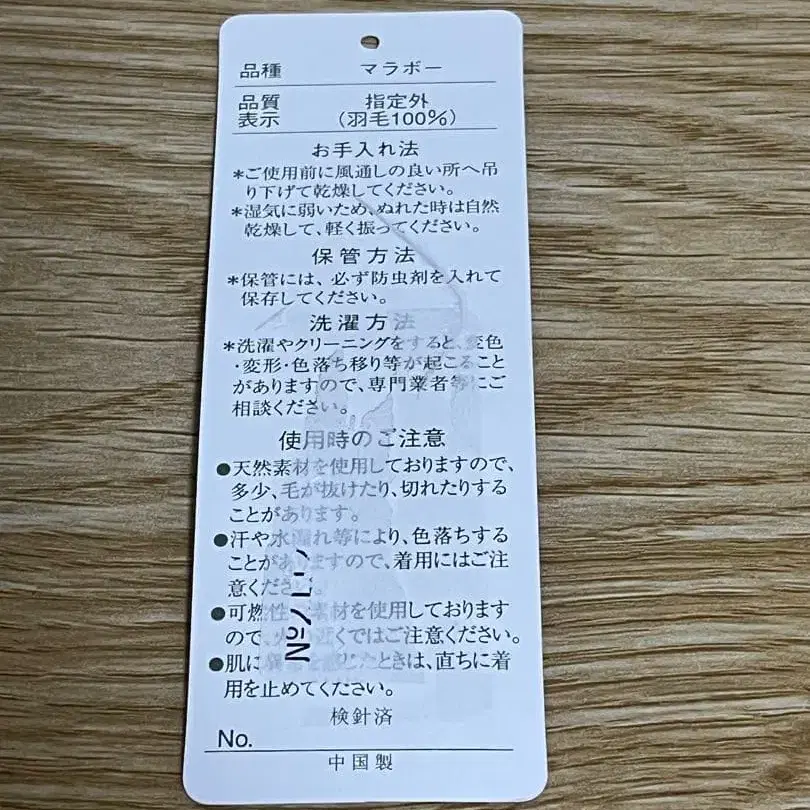 品種 マラボー
品質表示 指定外(羽毛100%)
お手入れ法
*ご使用前に風通しの良い所へ吊
り下げて乾燥してください。
*湿気に弱いため、ぬれた時は自然
乾燥して、軽く振ってください。
保管方法
*保管には、必ず防虫剤を入れて
保存してください。
洗濯方法
*洗濯やクリーニングをすると、変色
・変形・色落ち移り等が起こること
がありますので、専門業者等にご
相談ください。
使用時のご注意
●天然素材を使用しておりますので、
多少、毛が抜けたり、切れたりする
ことがあります。
●汗や水濡れ等により、色落ちする
ことがありますので、着用にはご注
意ください。
●可燃性素材を使用しております
ので、火の近くではご注意ください。
●肌に を感じたときは、直ちに着
用を止めてください。
検針済
No.
中国製